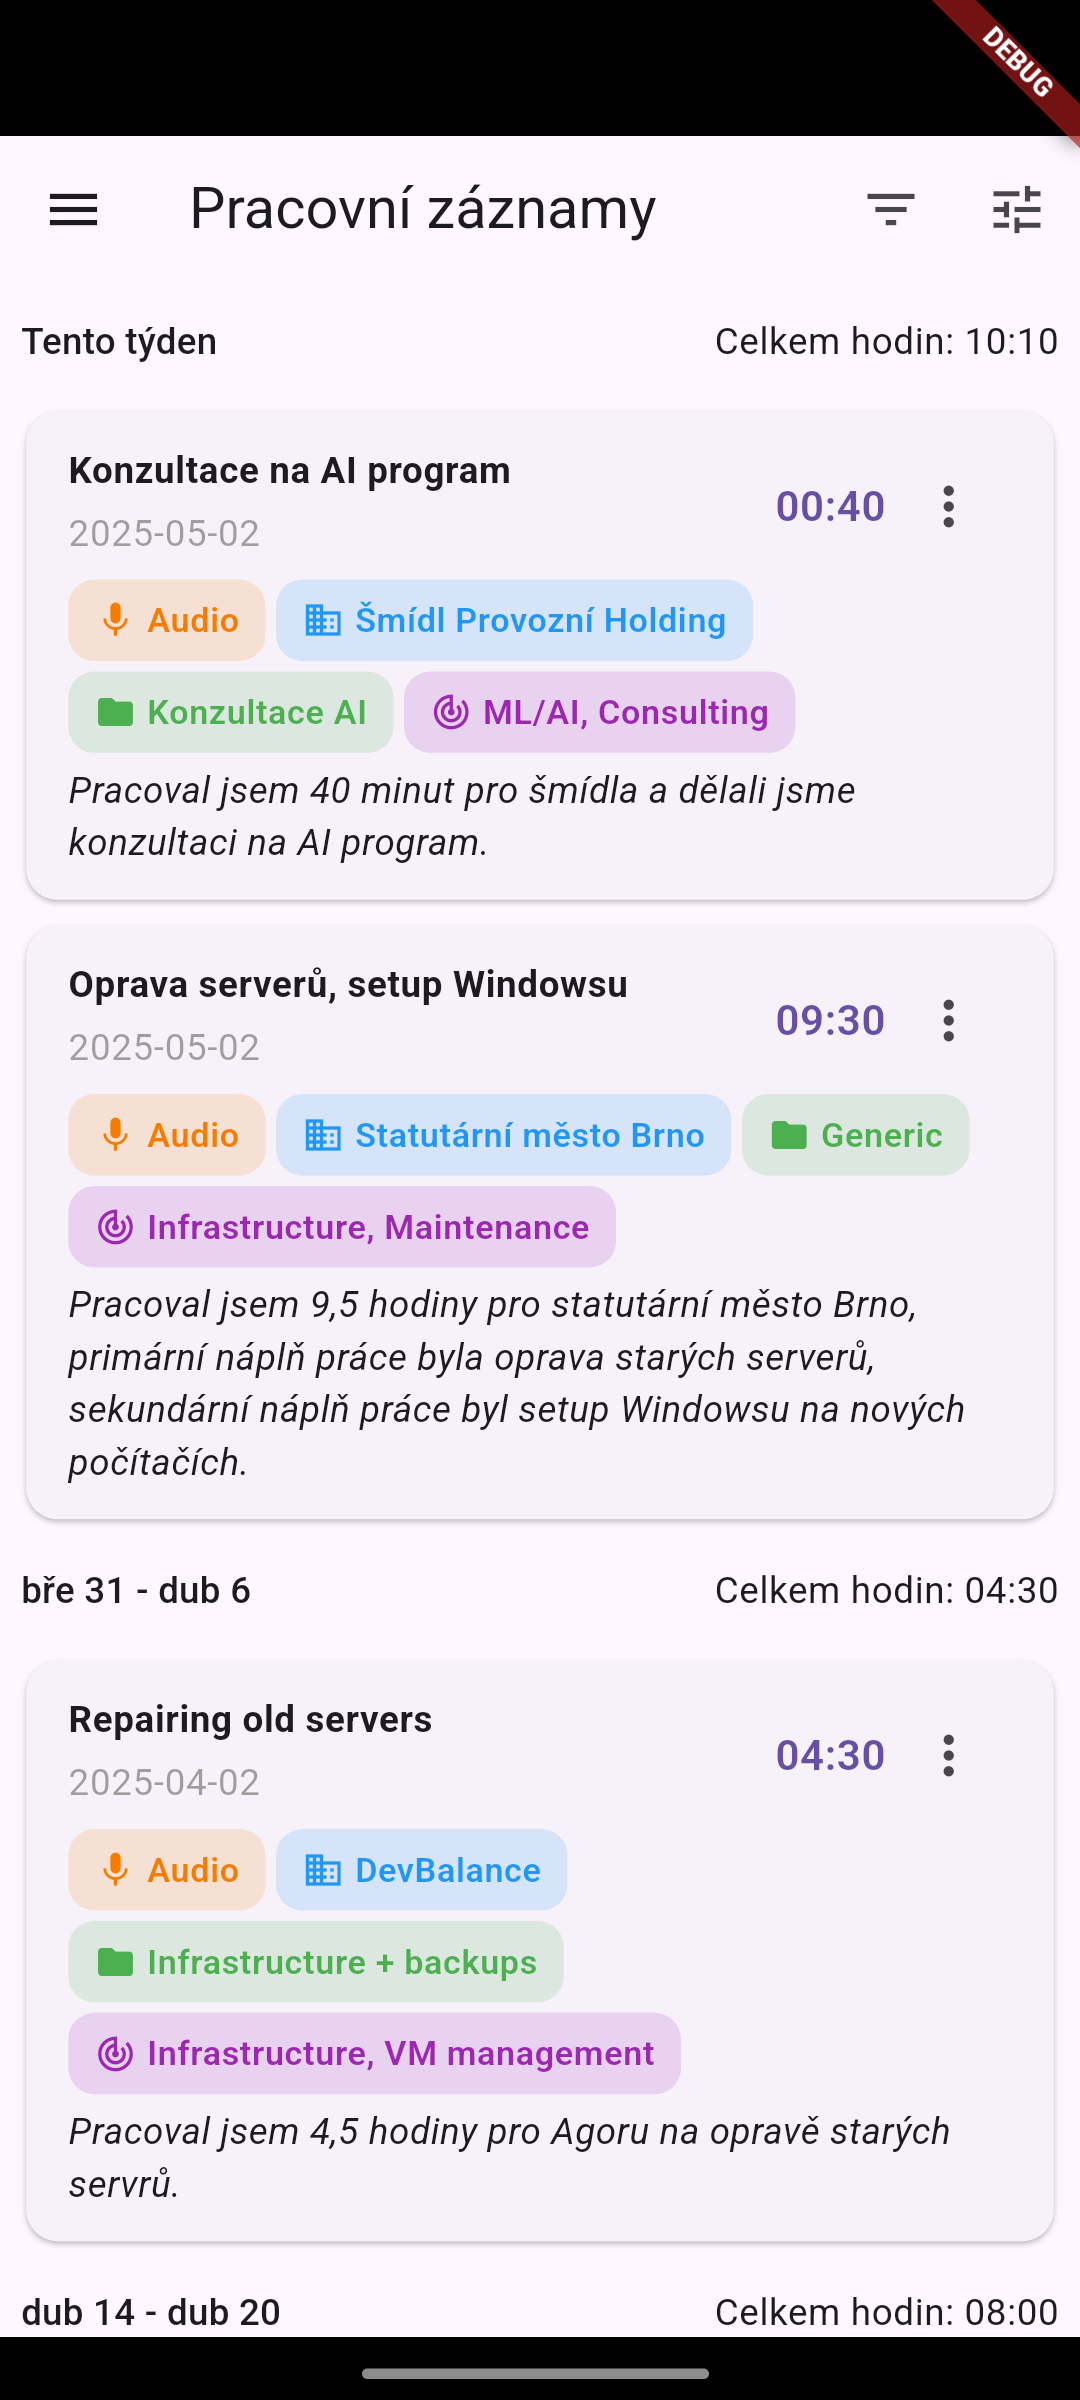 DEBUG
Pracovní záznamy
Tento týden Celkem hodin: 10:10
Konzultace na AI program
00:40
2025-05-02
Audio Šmídl Provozní Holding
Konzultace AI ML/AI, Consulting
Pracoval jsem 40 minut pro šmídla a dělali jsme
konzultaci na AI program.
Oprava serverů, setup Windowsu
09:30
2025-05-02
Audio Statutární město Brno Generic
Infrastructure, Maintenance
Pracoval jsem 9,5 hodiny pro statutární město Brno,
primární náplň práce byla oprava starých serverů,
sekundární náplň práce byl setup Windowsu na nových
počítačích.
bře 31 - dub 6 Celkem hodin: 04:30
Repairing old servers
04:30
2025-04-02
Audio DevBalance
Infrastructure + backups
Infrastructure, VM management
Pracoval jsem 4,5 hodiny pro Agoru na opravě starých
servrů.
dub 14 - dub 20 Celkem hodin: 08:00